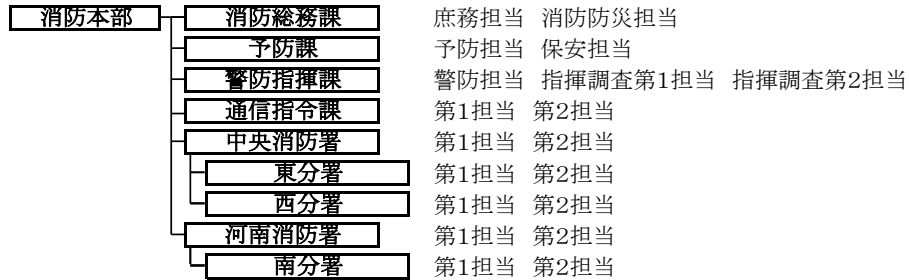 消防本部 消防総務課 庶務担当 消防防災担当
予防課 予防担当 保安担当
警防指揮課 警防担当 指揮調査第1担当 指揮調査第2担当
通信指令課 第1担当 第2担当
中央消防署 第1担当 第2担当
東分署 第1担当 第2担当
西分署 第1担当 第2担当
河南消防署 第1担当 第2担当
南分署 第1担当 第2担当